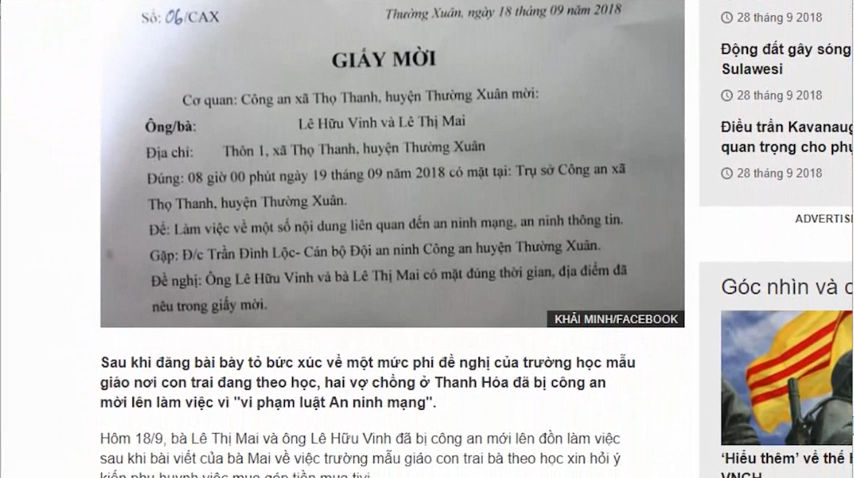 Số: 06/CAX
Thường Xuân, ngày 18 tháng 09 năm 2018
GIẤY MỜI
Cơ quan: Công an xã Thọ Thanh, huyện Thường Xuân mời:
Ông/bà: Lê Hữu Vinh và Lê Thị Mai
Địa chỉ: Thôn 1, xã Thọ Thanh, huyện Thường Xuân
Đúng: 08 giờ 00 phút ngày 19 tháng 09 năm 2018 có mặt tại: Trụ sở Công an xã
Thọ Thanh, huyện Thường Xuân.
Để: Làm việc về một số nội dung liên quan đến an ninh mạng, an ninh thông tin.
Gặp: Đ/c Trần Đình Lộc- Cán bộ Đội an ninh Công an huyện Thường Xuân.
Đề nghị: Ông Lê Hữu Vinh và bà Lê Thị Mai có mặt đúng thời gian, địa điểm đã
nêu trong giấy mời.
KHẢI MINH/FACEBOOK
Sau khi đăng bài bày tỏ bức xúc về một mức phí đề nghị của trường học mẫu
giáo nơi con trai đang theo học, hai vợ chồng ở Thanh Hóa đã bị công an
mời lên làm việc vì "vi phạm luật An ninh mạng".
Hôm 18/9, bà Lê Thị Mai và ông Lê Hữu Vinh đã bị công an mới lên đồn làm việc
sau khi bài viết của bà Mai về việc trường mẫu giáo con trai bà theo học xin hỏi ý
kiến phụ huynh việc mua góp tiền mua tivi
28 tháng 9 2018
Động đất gây sóng
Sulawesi
28 tháng 9 2018
Điều trần Kavanaug
quan trọng cho phụ
28 tháng 9 2018
ADVERTIS
Góc nhìn và c
'Hiểu thêm' về thế h
VNCH